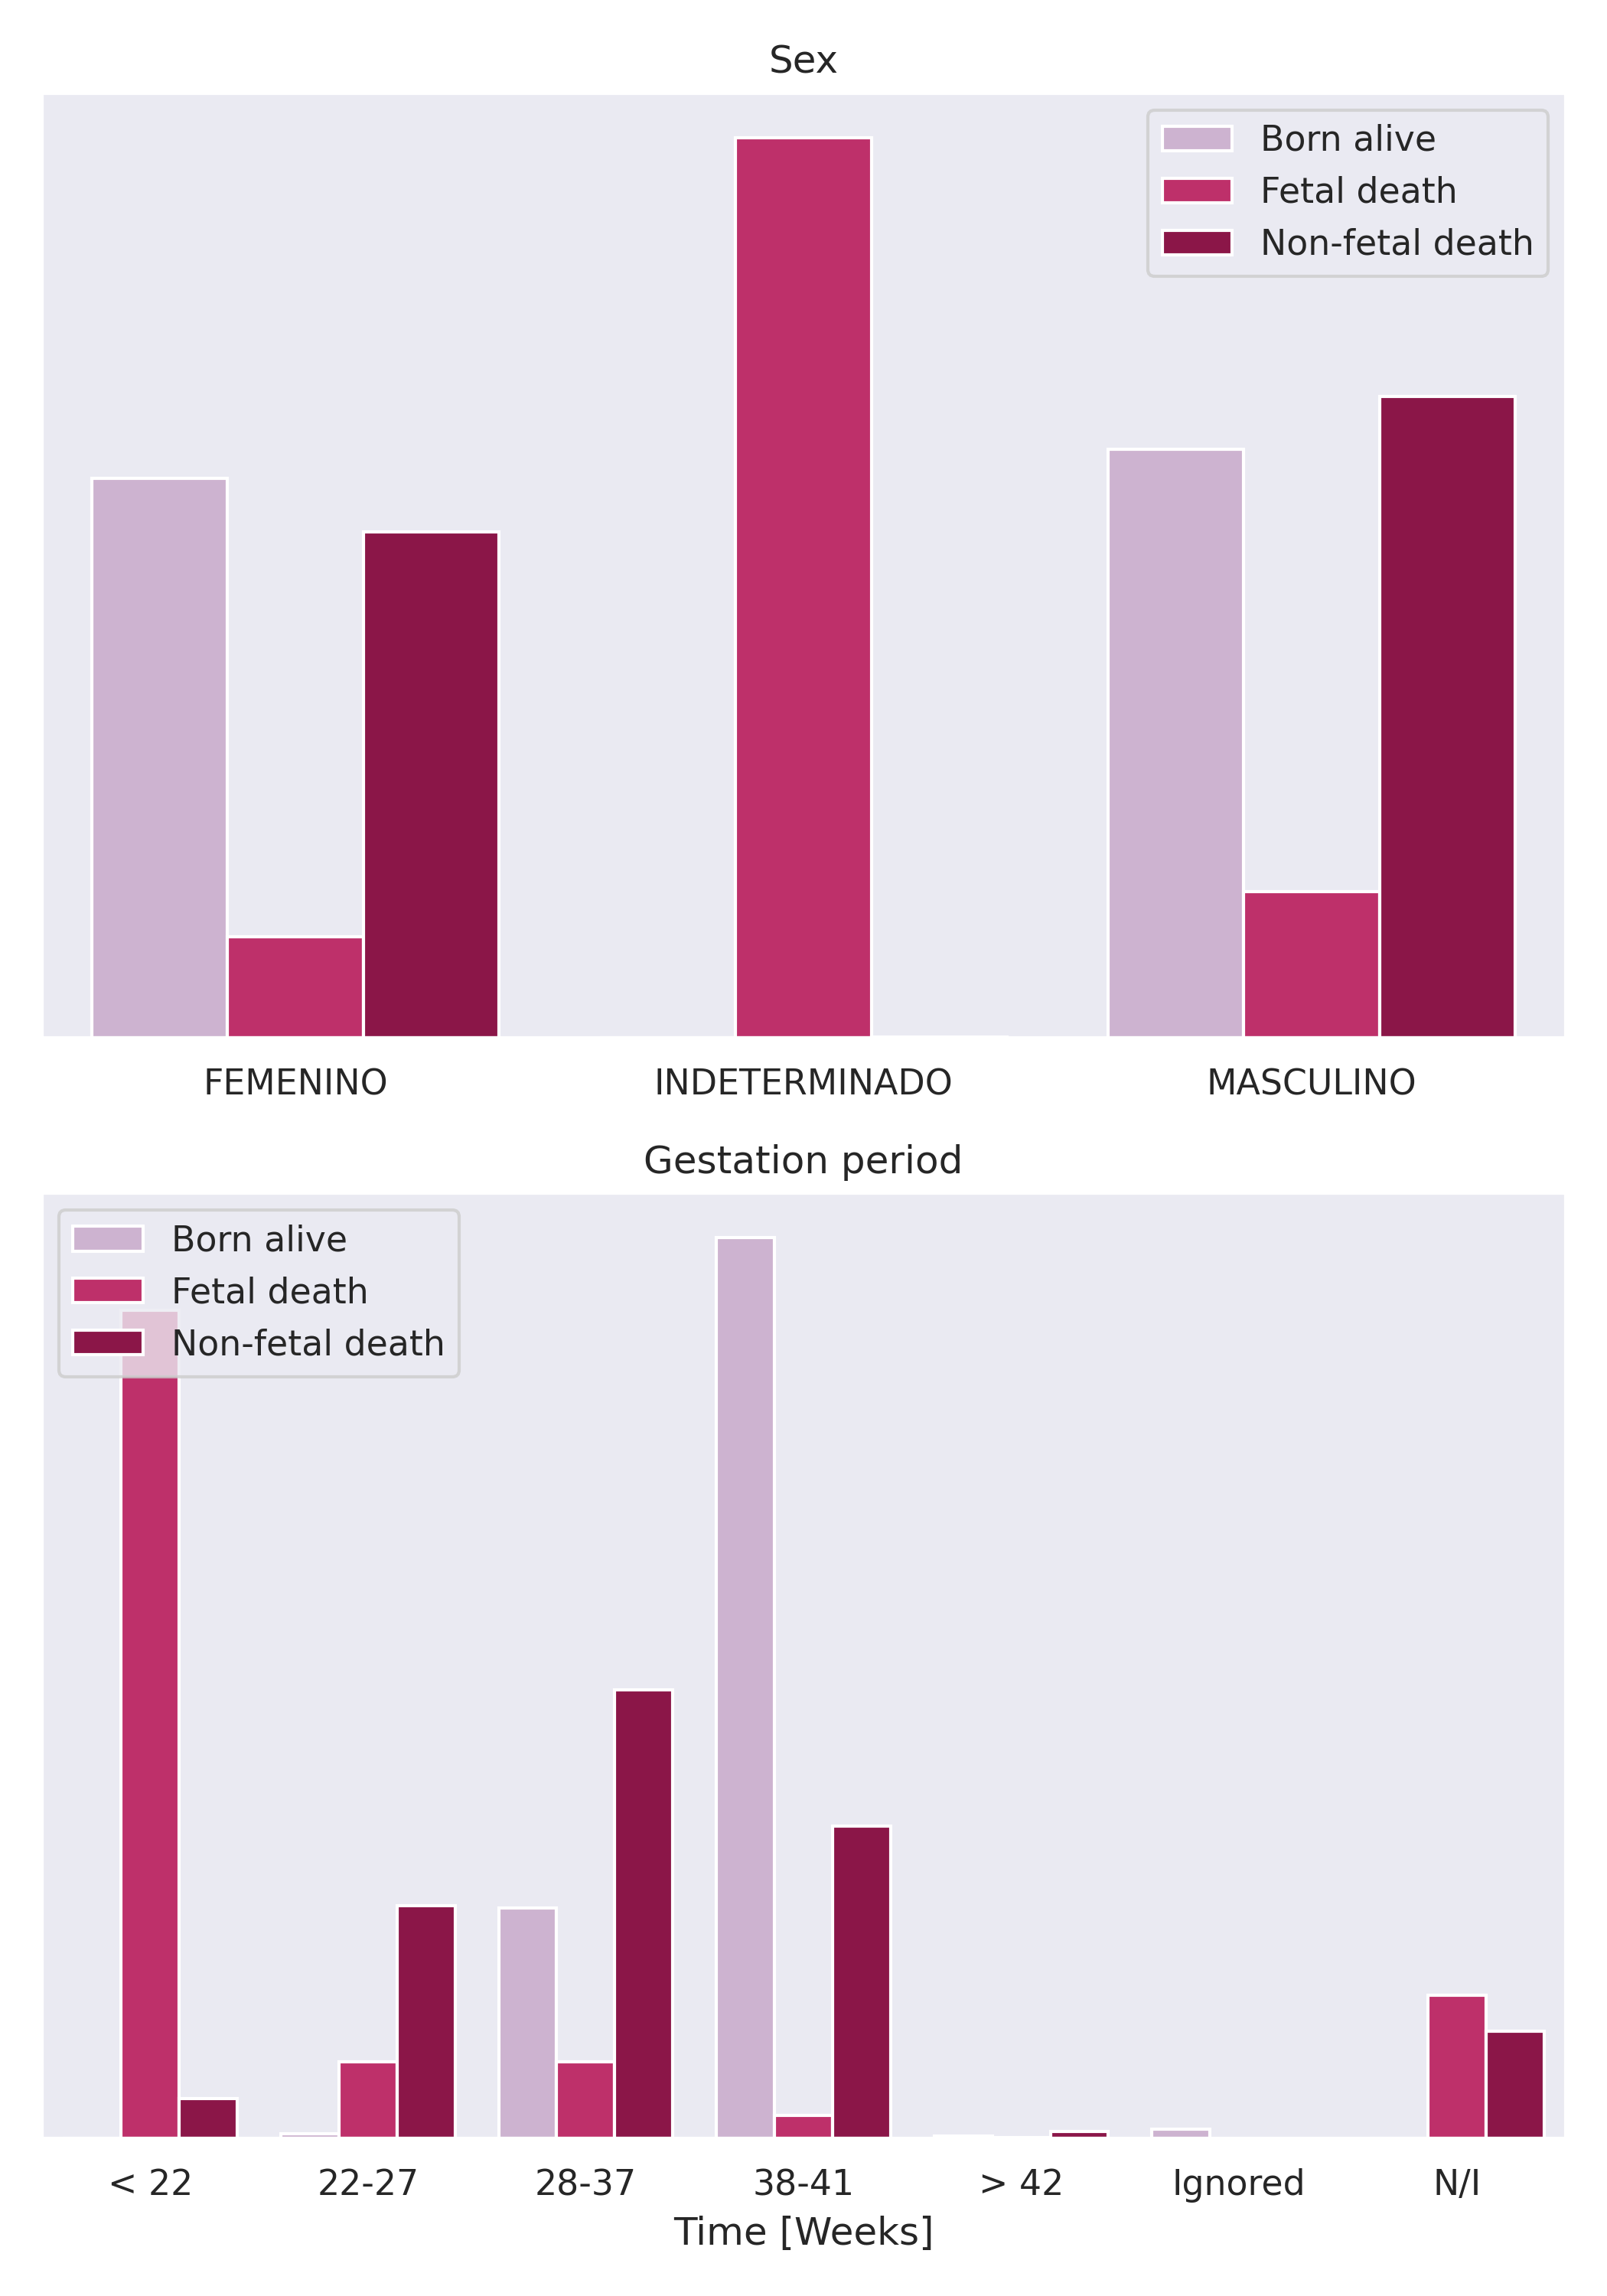 Sex
Born alive
Fetal death
Non-fetal death
FEMENINO INDETERMINADO MASCULINO
Gestation period
Born alive
Fetal death
Non-fetal death
< 22 22-27 28-37 38-41 > 42 Ignored N/I
Time [Weeks]